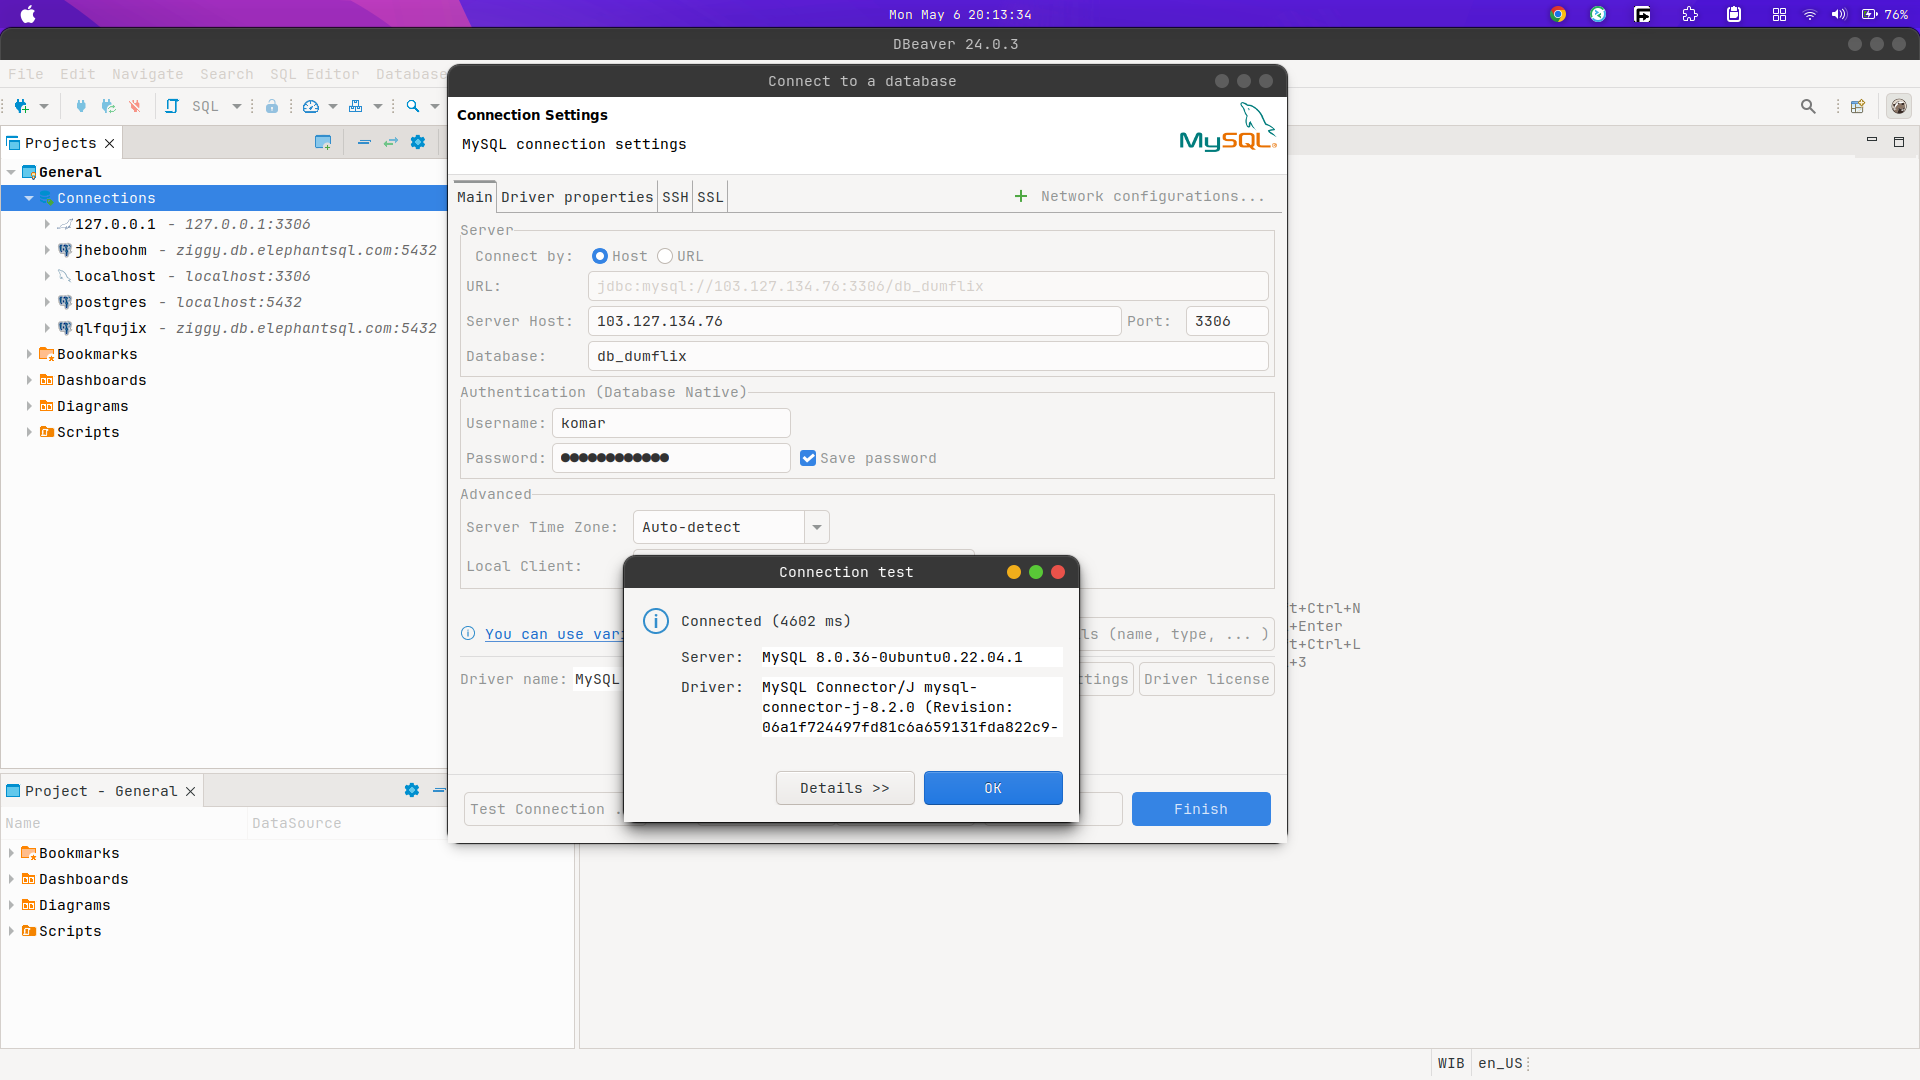 Mon May 6 20:13:34
76%
DBeaver 24.0.3
File Edit Navigate Search SQL Editor Database
SQL
Projects
General
Connections
127.0.0.1 - 127.0.0.1:3306
jheboohm - ziggy.db.elephantsql.com:5432
localhost - localhost:3306
postgres - localhost:5432
qlfqujix - ziggy.db.elephantsql.com:5432
Bookmarks
Dashboards
Diagrams
Scripts
Project - General
Name DataSource
Bookmarks
Dashboards
Diagrams
Scripts
Connect to a database
Connection Settings
MySQL connection settings
MySQL
Main Driver properties SSH SSL
Network configurations...
Server
Connect by: Host URL
URL: jdbc:mysql://103.127.134.76:3306/db_dumflix
Server Host: 103.127.134.76 Port: 3306
Database: db_dumflix
Authentication (Database Native)
Username: komar
Password: ●●●●●●●●●●●● Save password
Advanced
Server Time Zone: Auto-detect
Local Client:
You can use vari
ls (name, type, ... )
Driver name: MySQL
ttings Driver license
Test Connection .
Finish
Connection test
Connected (4602 ms)
Server: MySQL 8.0.36-0ubuntu0.22.04.1
Driver: MySQL Connector/J mysql-
connector-j-8.2.0 (Revision:
06a1f724497fd81c6a659131fda822c9-
Details >> OK
t+Ctrl+N
+Enter
t+Ctrl+L
+3
WIB en_US